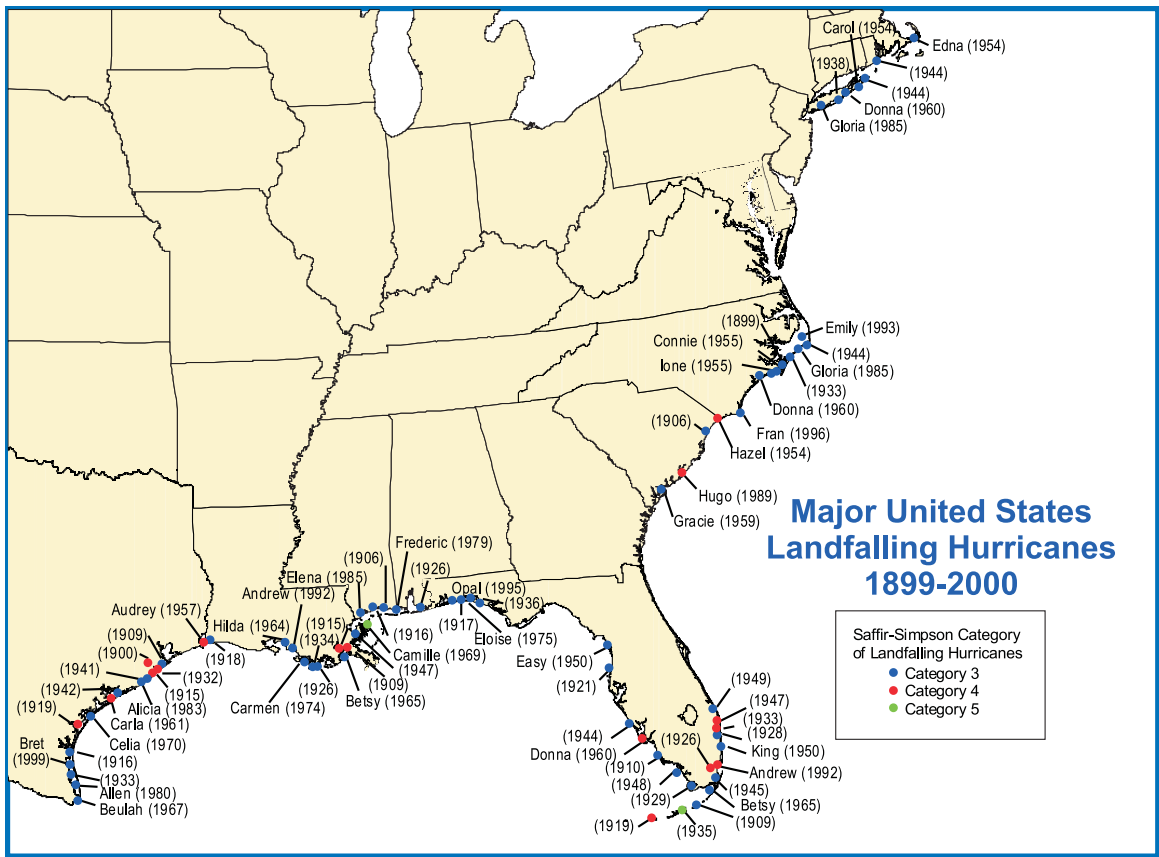 Carol (1954)
Edna (1954)
(1938)
(1944)
(1944)
Donna (1960)
Gloria (1985)
(1899)
Emily (1993)
Connie (1955)
(1944)
Ione (1955)
Gloria (1985)
(1933)
Donna (1960)
(1906)
Fran (1996)
Hazel (1954)
Hugo (1989)
Gracie (1959)
Major United States
Landfalling Hurricanes
1899-2000
Saffir-Simpson Category
of Landfalling Hurricanes
Category 3
Category 4
Category 5
Frederic (1979)
(1906)
(1926)
Elena (1985)
Opal (1995)
Andrew (1992)
(1936)
Audrey (1957)
Hilda (1964)
(1915)
(1916)
(1917)
(1909)
(1934)
Eloise (1975)
(1900)
(1918)
Camille (1969)
(1941)
(1932)
(1947)
Easy (1950)
(1942)
(1915)
(1926)
(1909)
(1921)
Alicia (1983)
Carmen (1974)
Betsy (1965)
(1919)
Carla (1961)
(1949)
(1947)
(1944)
(1933)
(1928)
Bret
(1999)
Celia (1970)
Donna (1960)
(1926)
King (1950)
(1916)
(1910)
Andrew (1992)
(1933)
(1948)
(1945)
Allen (1980)
(1929)
Betsy (1965)
Beulah (1967)
(1909)
(1919)
(1935)